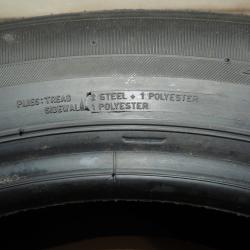 PLIES: TREAD 2 STEEL + 1 POLYESTER
SIDEWALL 1 POLYESTER